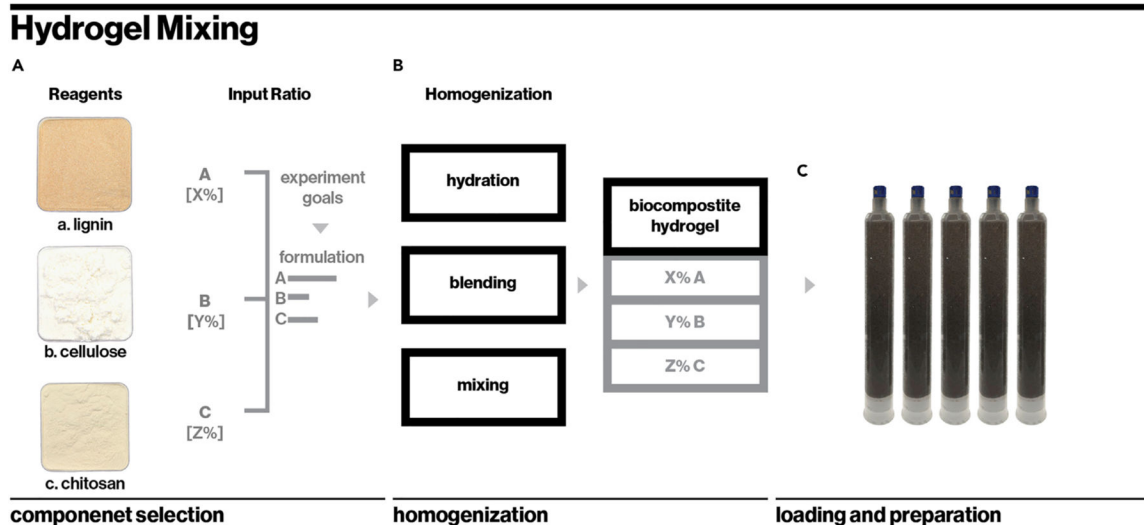 Hydrogel Mixing
A
Reagents
a. lignin
b. cellulose
c. chitosan
Input Ratio
A
[X%]
B
[Y%]
C
[Z%]
experiment
goals
formulation
A
B
C
componenet selection
B
Homogenization
hydration
blending
mixing
biocompostite
hydrogel
X% A
Y% B
Z% C
homogenization
C
loading and preparation